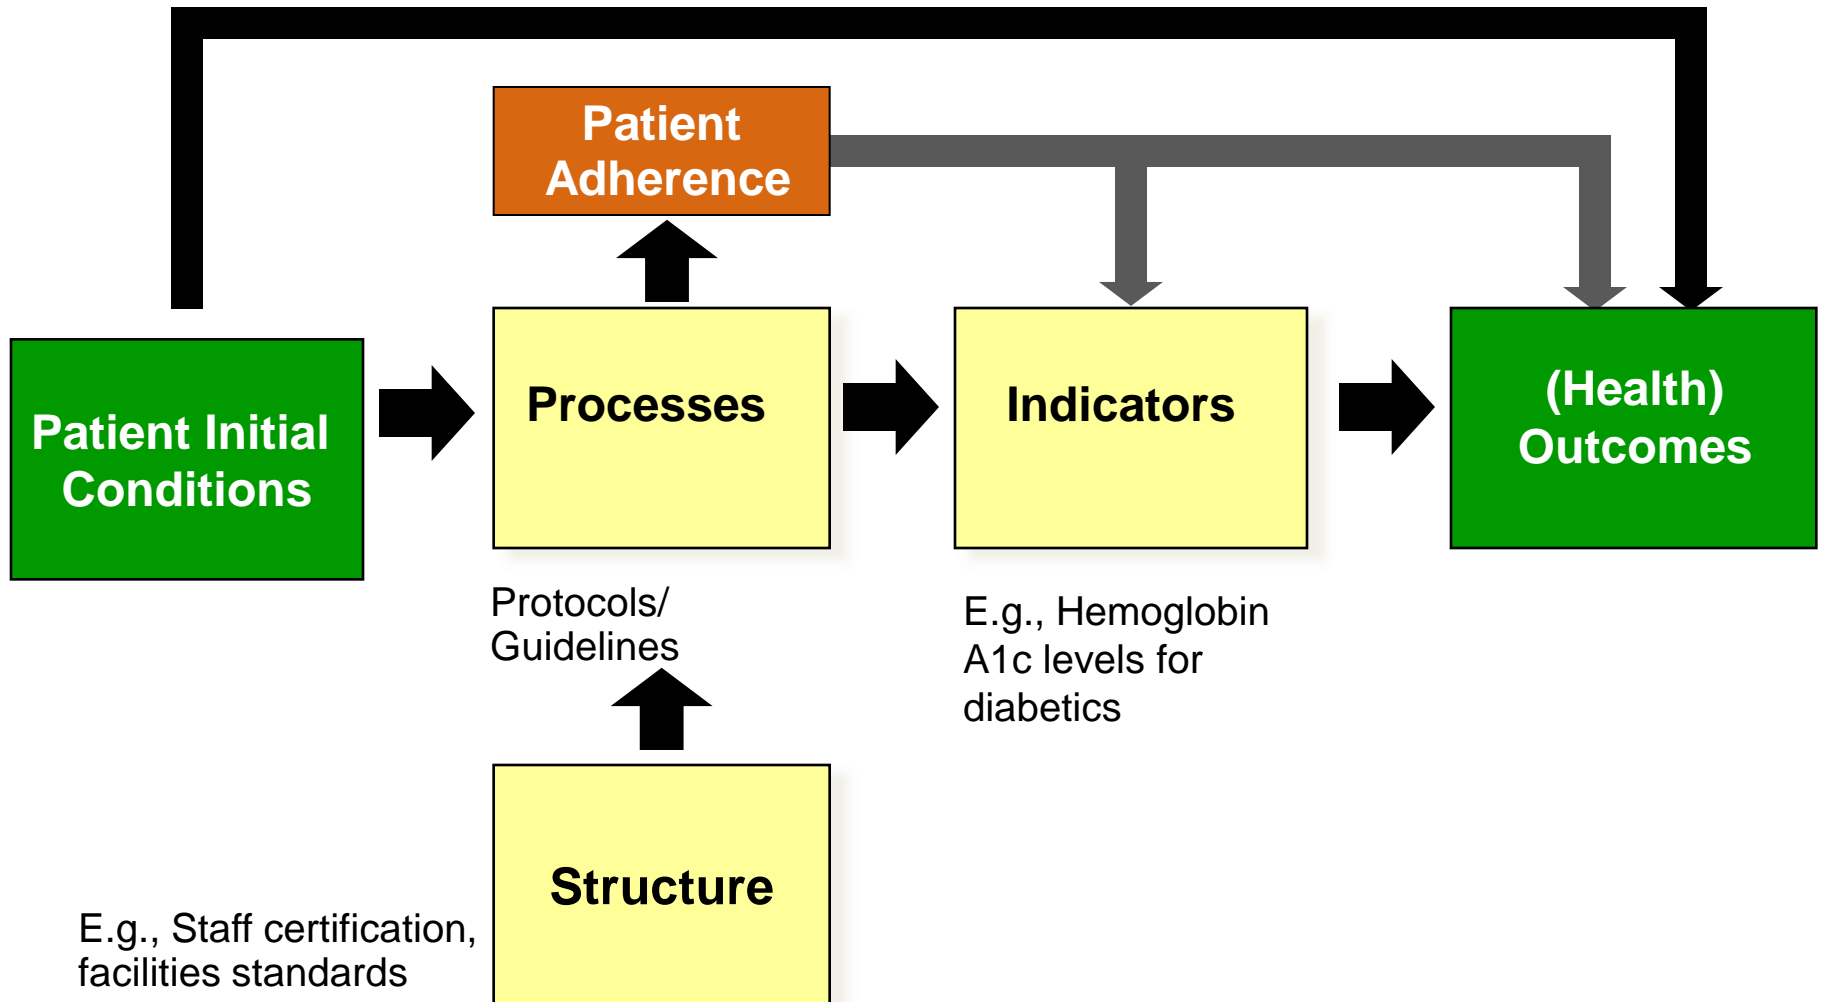 Patient
Adherence
Patient Initial
Conditions
Processes
Indicators
(Health)
Outcomes
Protocols/
Guidelines
E.g., Hemoglobin
A1c levels for
diabetics
Structure
E.g., Staff certification,
facilities standards